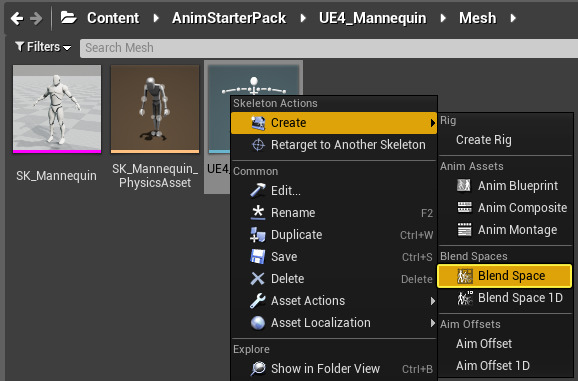 Content AnimStarterPack UE4_Mannequin Mesh
Filters Search Mesh
SK_Mannequin
SK_Mannequin_
PhysicsAsset
UE4_
Skeleton Actions
Create
Retarget to Another Skeleton
Common
Edit...
Rename F2
Duplicate Ctrl+W
Save Ctrl+S
Delete Delete
Asset Actions
Asset Localization
Explore
Show in Folder View Ctrl+B
Rig
Create Rig
Anim Assets
Anim Blueprint
Anim Composite
Anim Montage
Blend Spaces
Blend Space
Blend Space 1D
Aim Offsets
Aim Offset
Aim Offset 1D